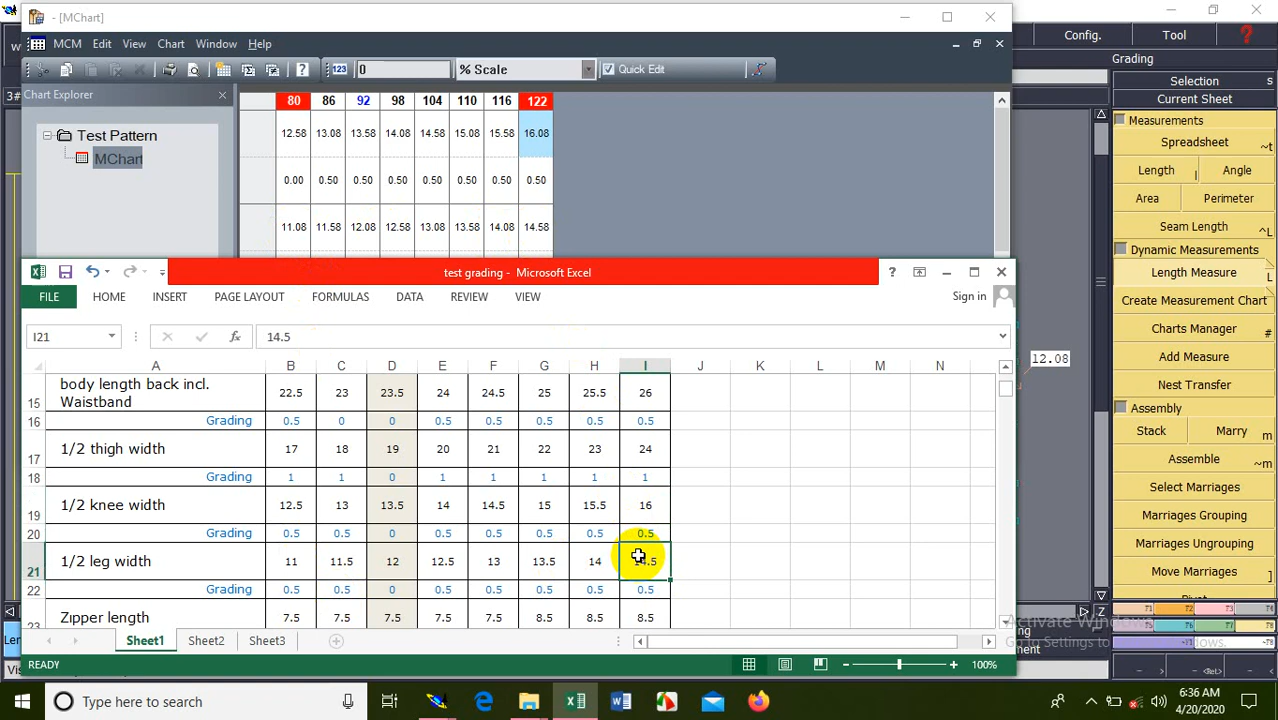 - [MChart]
Config.
Tool
MCM Edit View Chart Window Help
Grading
123 0 % Scale Quick Edit
Selection S
Chart Explorer
Current Sheet
3#
80 86 92 98 104 110 116 122
Measurements
Test Pattern
12.58 13.08 13.58 14.08 14.58 15.08 15.58 16.08
Spreadsheet ~t
MChart
Length l Angle
0.00 0.50 0.50 0.50 0.50 0.50 0.50 0.50
Area Perimeter
11.08 11.58 12.08 12.58 13.08 13.58 14.08 14.58
Seam Length ^L
Dynamic Measurements
test grading - Microsoft Excel
Length Measure L
FILE HOME INSERT PAGE LAYOUT FORMULAS DATA REVIEW VIEW Sign in
Create Measurement Chart
Charts Manager #
I21 fx 14.5
Add Measure
12.08
A B C D E F G H I J K L M N
Nest Transfer
15 body length back incl. Waistband 22.5 23 23.5 24 24.5 25 25.5 26
Assembly
16 Grading 0.5 0 0 0.5 0.5 0.5 0.5 0.5
Stack Marry m
17 1/2 thigh width 17 18 19 20 21 22 23 24
Assemble ~m
18 Grading 1 1 0 1 1 1 1 1
Select Marriages
19 1/2 knee width 12.5 13 13.5 14 14.5 15 15.5 16
Marriages Grouping
20 Grading 0.5 0.5 0 0.5 0.5 0.5 0.5 0.5
Marriages Ungrouping
21 1/2 leg width 11 11.5 12 12.5 13 13.5 14 14.5
Move Marriages ]
22 Grading 0.5 0.5 0 0.5 0.5 0.5 0.5 0.5
23 Zipper length 7.5 7.5 7.5 7.5 7.5 8.5 8.5 8.5
Z
Activate Windows
Go to Settings to Windows.
Sheet1 Sheet2 Sheet3
READY 100%
Type here to search
6:36 AM
4/20/2020